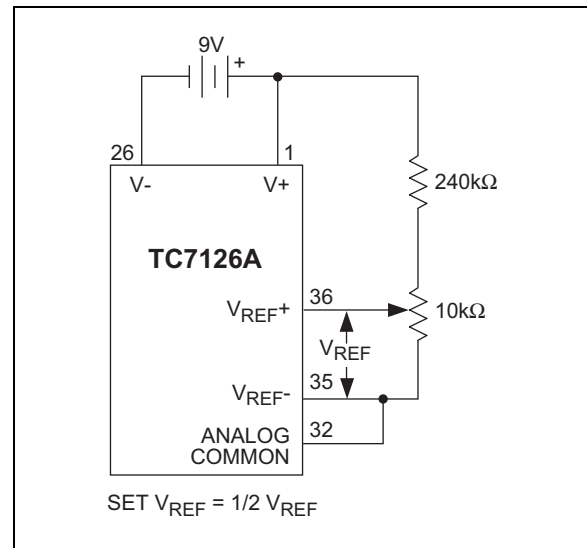 9V
+
26
1
V-
V+
240kΩ
TC7126A
36
VREF+
10kΩ
VREF
35
VREF-
ANALOG
COMMON
32
SET VREF = 1/2 VREF